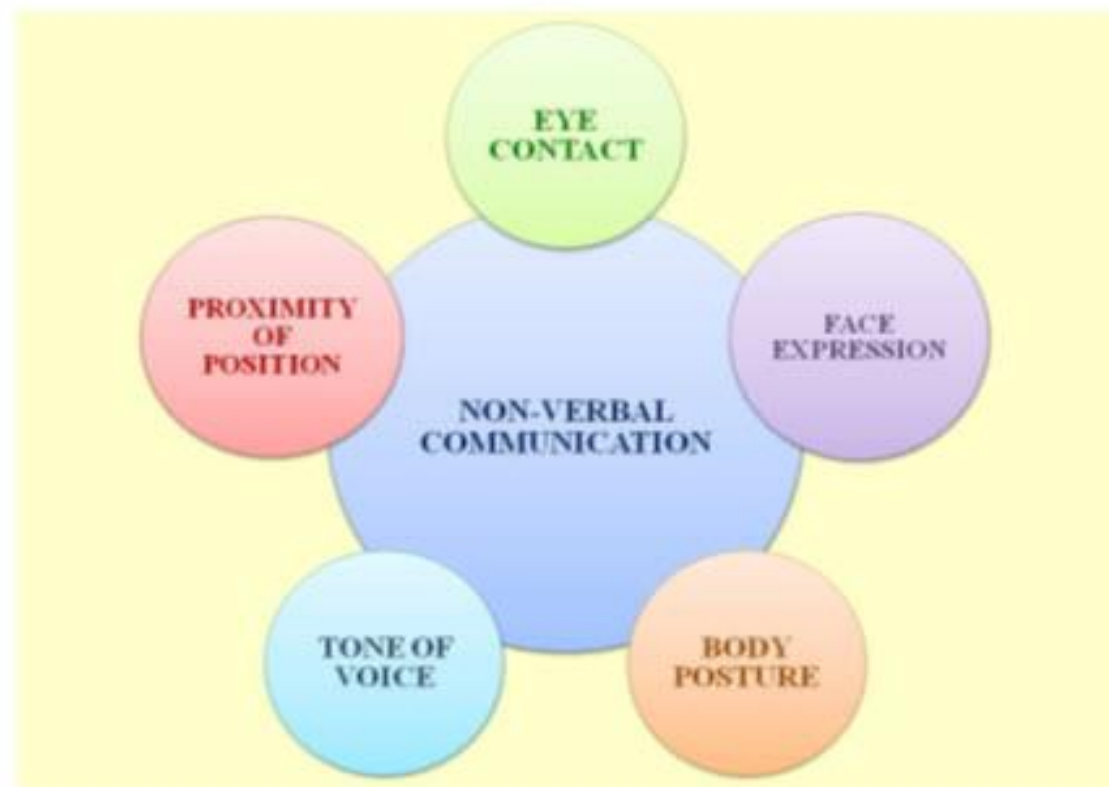 EYE
CONTACT
PROXIMITY
OF
POSITION
FACE
EXPRESSION
NON-VERBAL
COMMUNICATION
TONE OF
VOICE
BODY
POSTURE